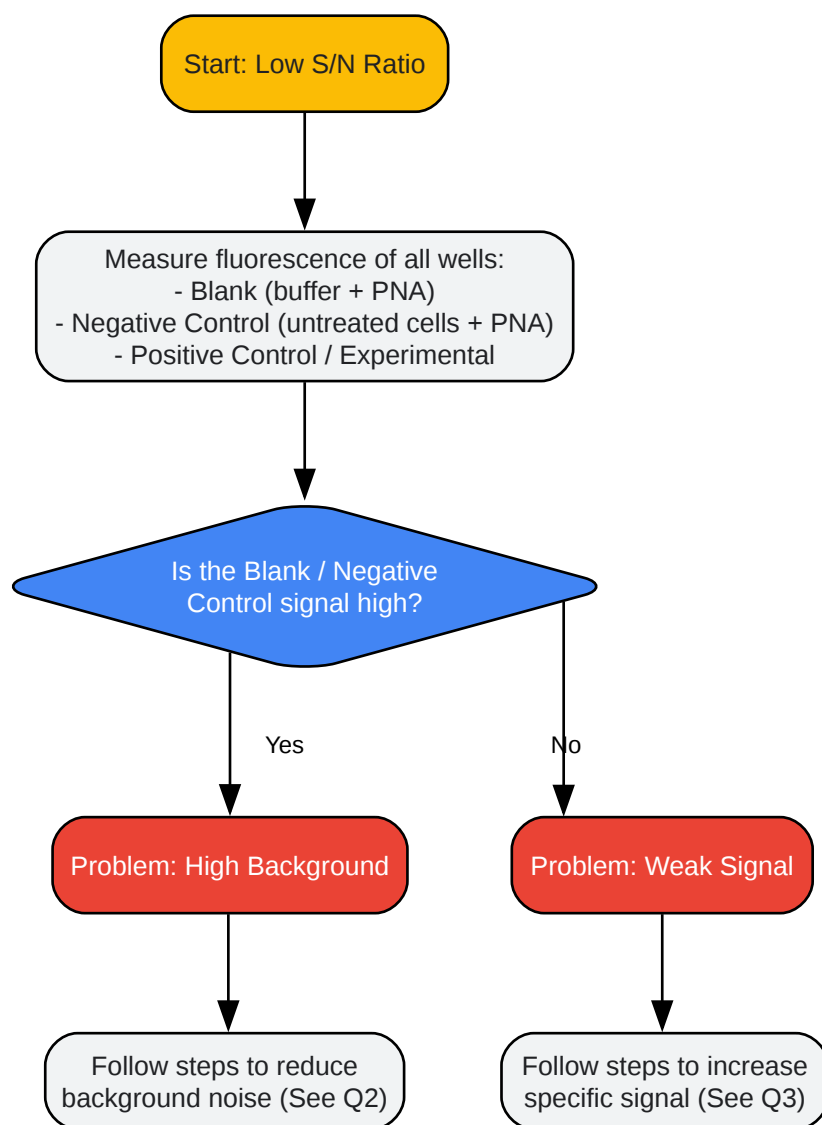 Start: Low S/N Ratio
Measure fluorescence of all wells:
- Blank (buffer + PNA)
- Negative Control (untreated cells + PNA)
- Positive Control / Experimental
Is the Blank / Negative
Control signal high?
Yes
No
Problem: High Background
Problem: Weak Signal
Follow steps to reduce
background noise (See Q2)
Follow steps to increase
specific signal (See Q3)